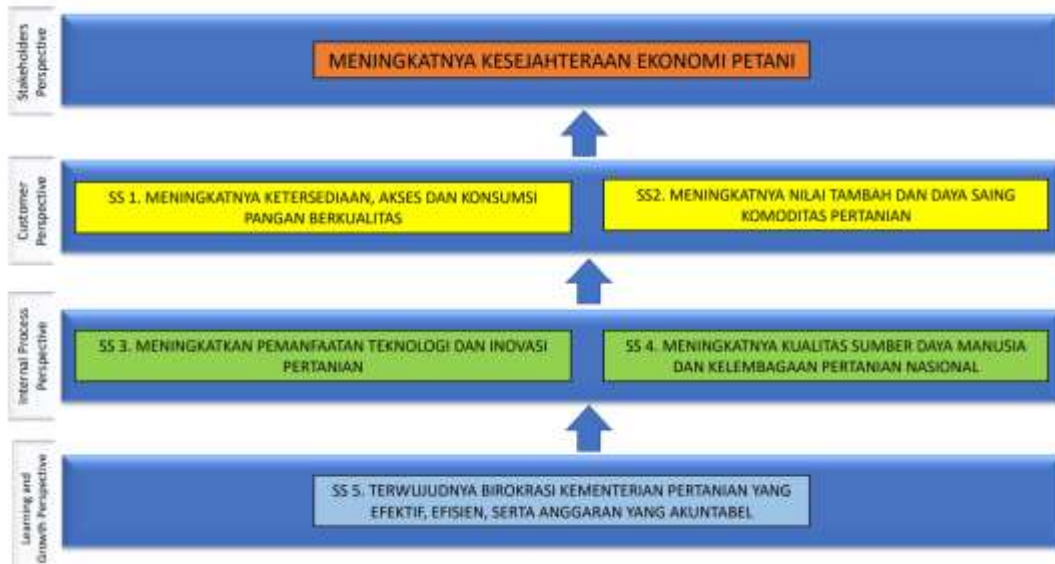 Stakeholders
Perspective
MENINGKATNYA KESEJAHTERAAN EKONOMI PETANI
Customer
Perspective
SS 1. MENINGKATNYA KETERSEDIAAN, AKSES DAN KONSUMSI
PANGAN BERKUALITAS
SS2. MENINGKATNYA NILAI TAMBAH DAN DAYA SAING
KOMODITAS PERTANIAN
Internal Process
Perspective
SS 3. MENINGKATKAN PEMANFAATAN TEKNOLOGI DAN INOVASI
PERTANIAN
SS 4. MENINGKATNYA KUALITAS SUMBER DAYA MANUSIA
DAN KELEMBAGAAN PERTANIAN NASIONAL
Learning and
Growth Perspective
SS 5. TERWUJUDNYA BIROKRASI KEMENTERIAN PERTANIAN YANG
EFEKTIF, EFISIEN, SERTA ANGGARAN YANG AKUNTABEL